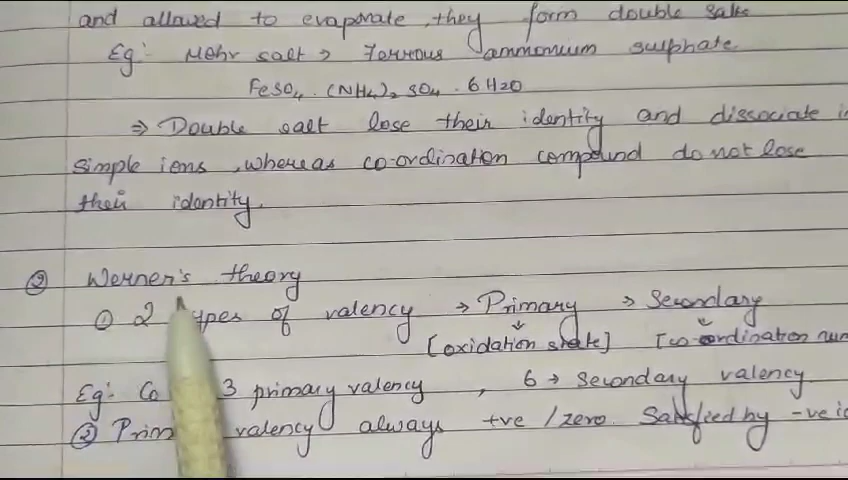 and allowed to evaporate, they form double salts
Eg:- Mohr salt → Ferrous ammonium sulphate
FeSO4 . (NH4)2 SO4 . 6H2O
⇒ Double salt lose their identity and dissociate
simple ions, whereas co-ordination compound do not lose
their identity.
② Werner's theory
① 2 types of valency → Primary → Secondary
[oxidation state] [co-ordination
Eg:- Co 3 primary valency , 6 → Secondary valency
② valency always +ve /zero. Satisfied by -ve